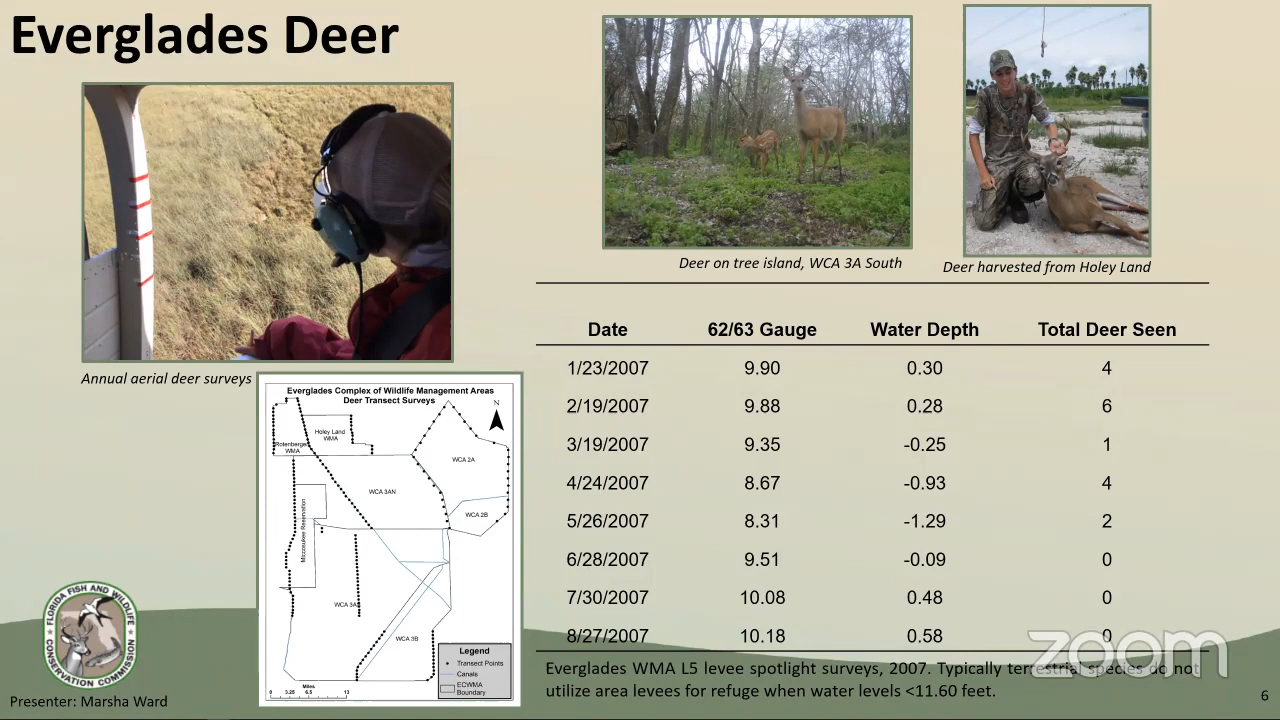 Everglades Deer
Annual aerial deer surveys
Deer on tree island, WCA 3A South
Deer harvested from Holey Land
Date 62/63 Gauge Water Depth Total Deer Seen
1/23/2007 9.90 0.30 4
2/19/2007 9.88 0.28 6
3/19/2007 9.35 -0.25 1
4/24/2007 8.67 -0.93 4
5/26/2007 8.31 -1.29 2
6/28/2007 9.51 -0.09 0
7/30/2007 10.08 0.48 0
8/27/2007 10.18 0.58 0
Everglades WMA L5 levee spotlight surveys, 2007. Typically terrestrial species do not
utilize area levees for refuge when water levels <11.60 feet.
Everglades Complex of Wildlife Management Areas
Deer Transect Surveys
N
Holey Land
WMA
Rotenberger
WMA
WCA 2A
WCA 3AN
WCA 2B
Miccosukee Reservation
WCA 3AS
WCA 3B
Legend
Transect Points
Canals
ECWMA
Boundary
Miles
0 3.25 6.5 13
FLORIDA FISH AND WILDLIFE
CONSERVATION COMMISSION
Presenter: Marsha Ward
zoom
6